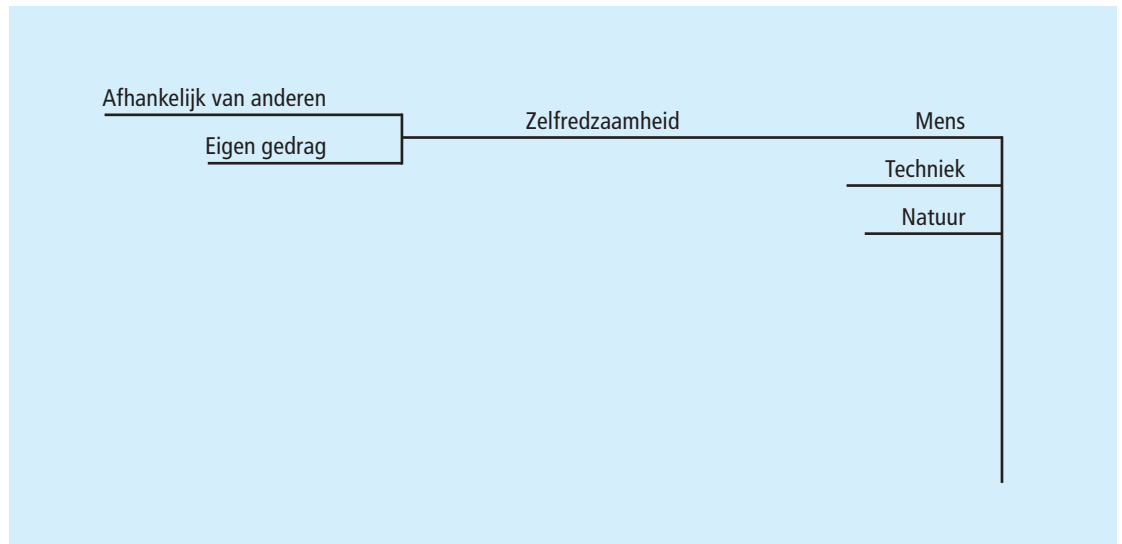 Afhankelijk van anderen
Zelfredzaamheid Mens
Eigen gedrag
Techniek
Natuur